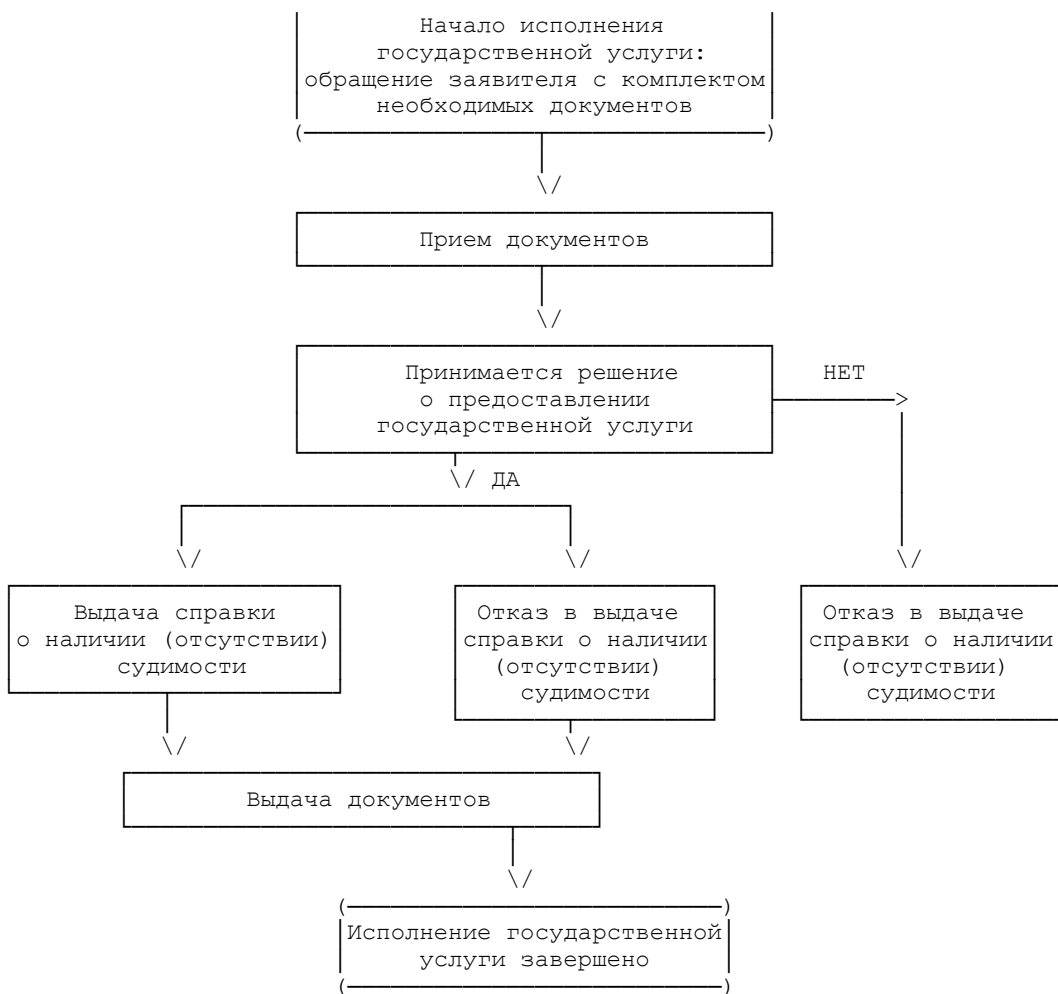 Начало исполнения
государственной услуги:
обращение заявителя с комплектом
необходимых документов
Прием документов
Принимается решение
о предоставлении
государственной услуги
НЕТ
ДА
Выдача справки
о наличии (отсутствии)
судимости
Отказ в выдаче
справки о наличии
(отсутствии)
судимости
Отказ в выдаче
справки о наличии
(отсутствии)
судимости
Выдача документов
Исполнение государственной
услуги завершено